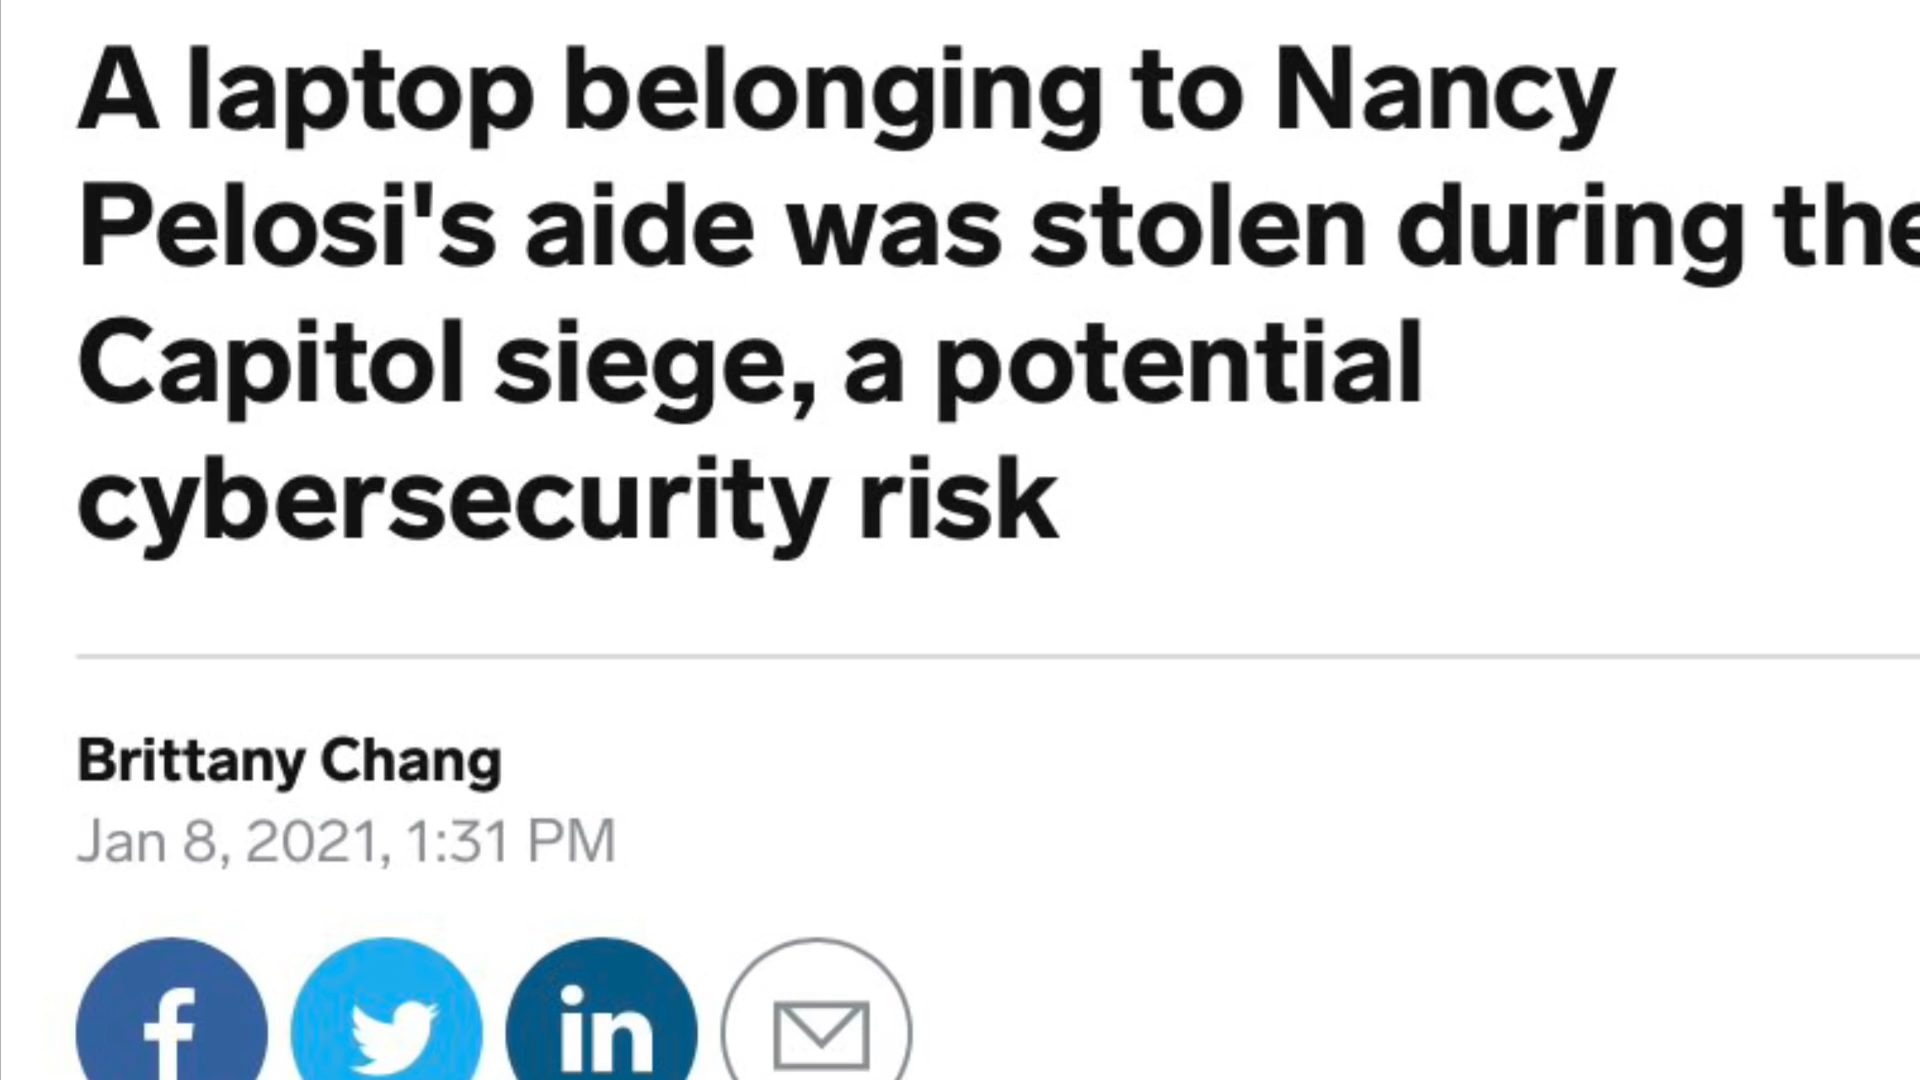 A laptop belonging to Nancy
Pelosi's aide was stolen during the
Capitol siege, a potential
cybersecurity risk
Brittany Chang
Jan 8, 2021, 1:31 PM
f
in